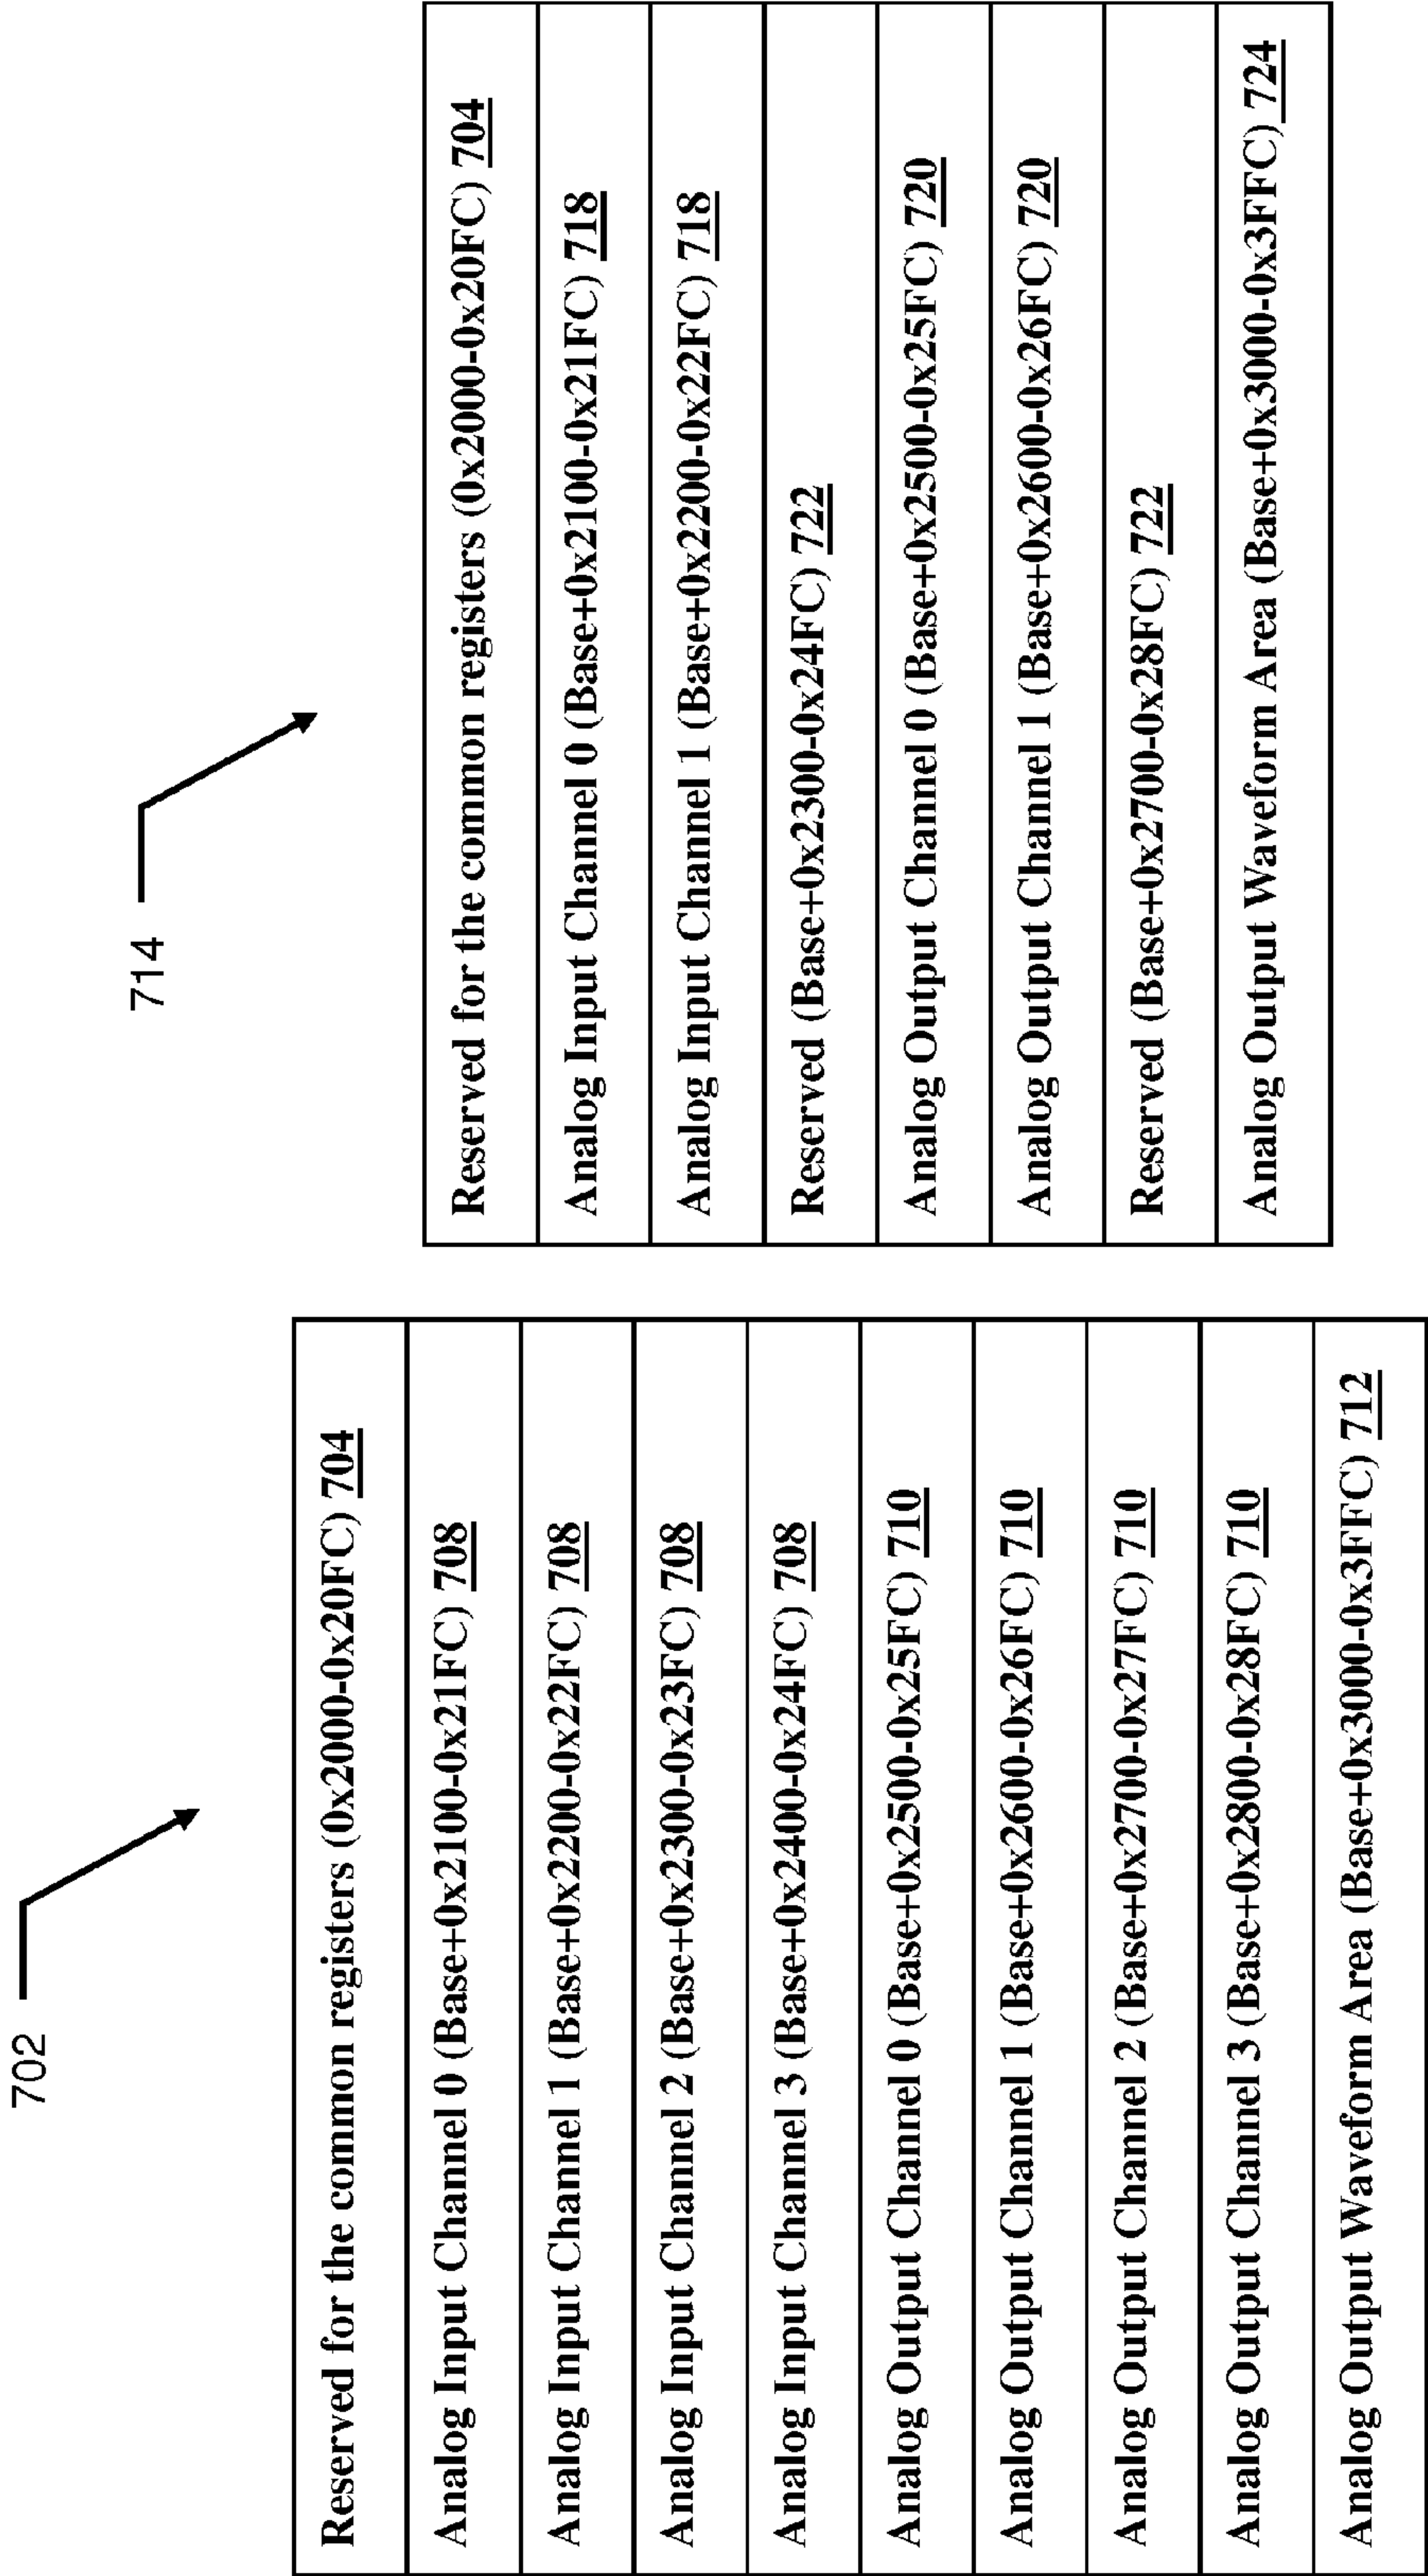 702
Reserved for the common registers (0x2000-0x20FC) 704
Analog Input Channel 0 (Base+0x2100-0x21FC) 708
Analog Input Channel 1 (Base+0x2200-0x22FC) 708
Analog Input Channel 2 (Base+0x2300-0x23FC) 708
Analog Input Channel 3 (Base+0x2400-0x24FC) 708
Analog Output Channel 0 (Base+0x2500-0x25FC) 710
Analog Output Channel 1 (Base+0x2600-0x26FC) 710
Analog Output Channel 2 (Base+0x2700-0x27FC) 710
Analog Output Channel 3 (Base+0x2800-0x28FC) 710
Analog Output Waveform Area (Base+0x3000-0x3FFC) 712
714
Reserved for the common registers (0x2000-0x20FC) 704
Analog Input Channel 0 (Base+0x2100-0x21FC) 718
Analog Input Channel 1 (Base+0x2200-0x22FC) 718
Reserved (Base+0x2300-0x24FC) 722
Analog Output Channel 0 (Base+0x2500-0x25FC) 720
Analog Output Channel 1 (Base+0x2600-0x26FC) 720
Reserved (Base+0x2700-0x28FC) 722
Analog Output Waveform Area (Base+0x3000-0x3FFC) 724